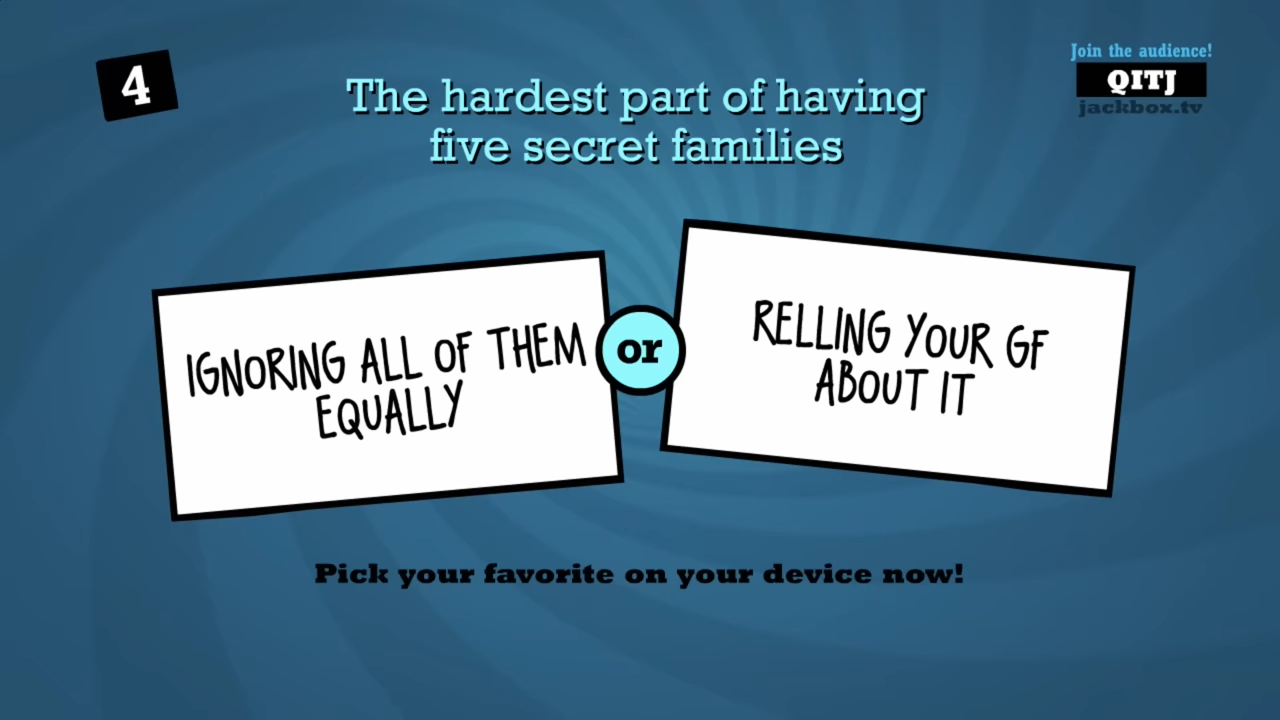 4
The hardest part of having
five secret families
Join the audience!
QITJ
jackbox.tv
IGNORING ALL OF THEM
EQUALLY
or
RELLING YOUR GF
ABOUT IT
Pick your favorite on your device now!